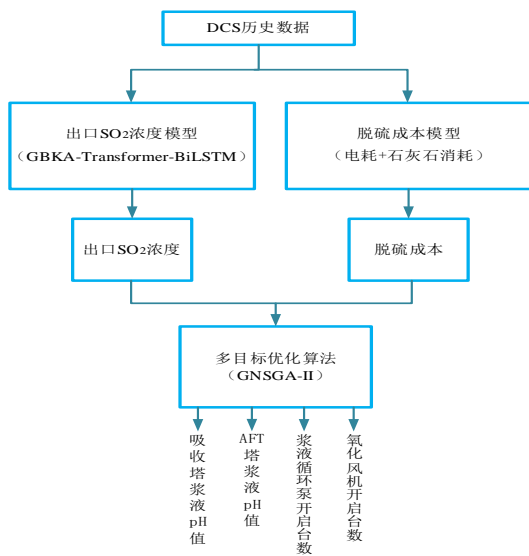 DCS历史数据
出口SO₂浓度模型
（GBKA-Transformer-BiLSTM）
脱硫成本模型
（电耗+石灰石消耗）
出口SO₂浓度
脱硫成本
多目标优化算法
（GNSGA-II）
吸收塔浆液pH值
AFT塔浆液pH值
浆液循环泵开启台数
氧化风机开启台数